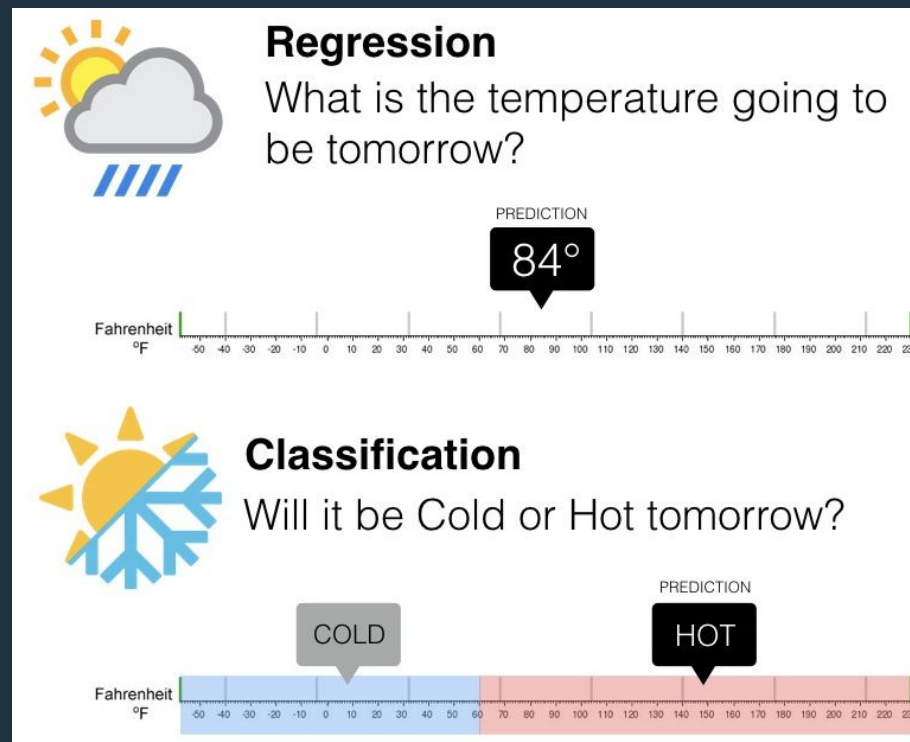 Regression
What is the temperature going to
be tomorrow?
PREDICTION
84°
Fahrenheit
°F
-50 -40 -30 -20 -10 0 10 20 30 40 50 60 70 80 90 100 110 120 130 140 150 160 170 180 190 200 210 220
Classification
Will it be Cold or Hot tomorrow?
PREDICTION
COLD HOT
Fahrenheit
°F
-50 -40 -30 -20 -10 0 10 20 30 40 50 60 70 80 90 100 110 120 130 140 150 160 170 180 190 200 210 220